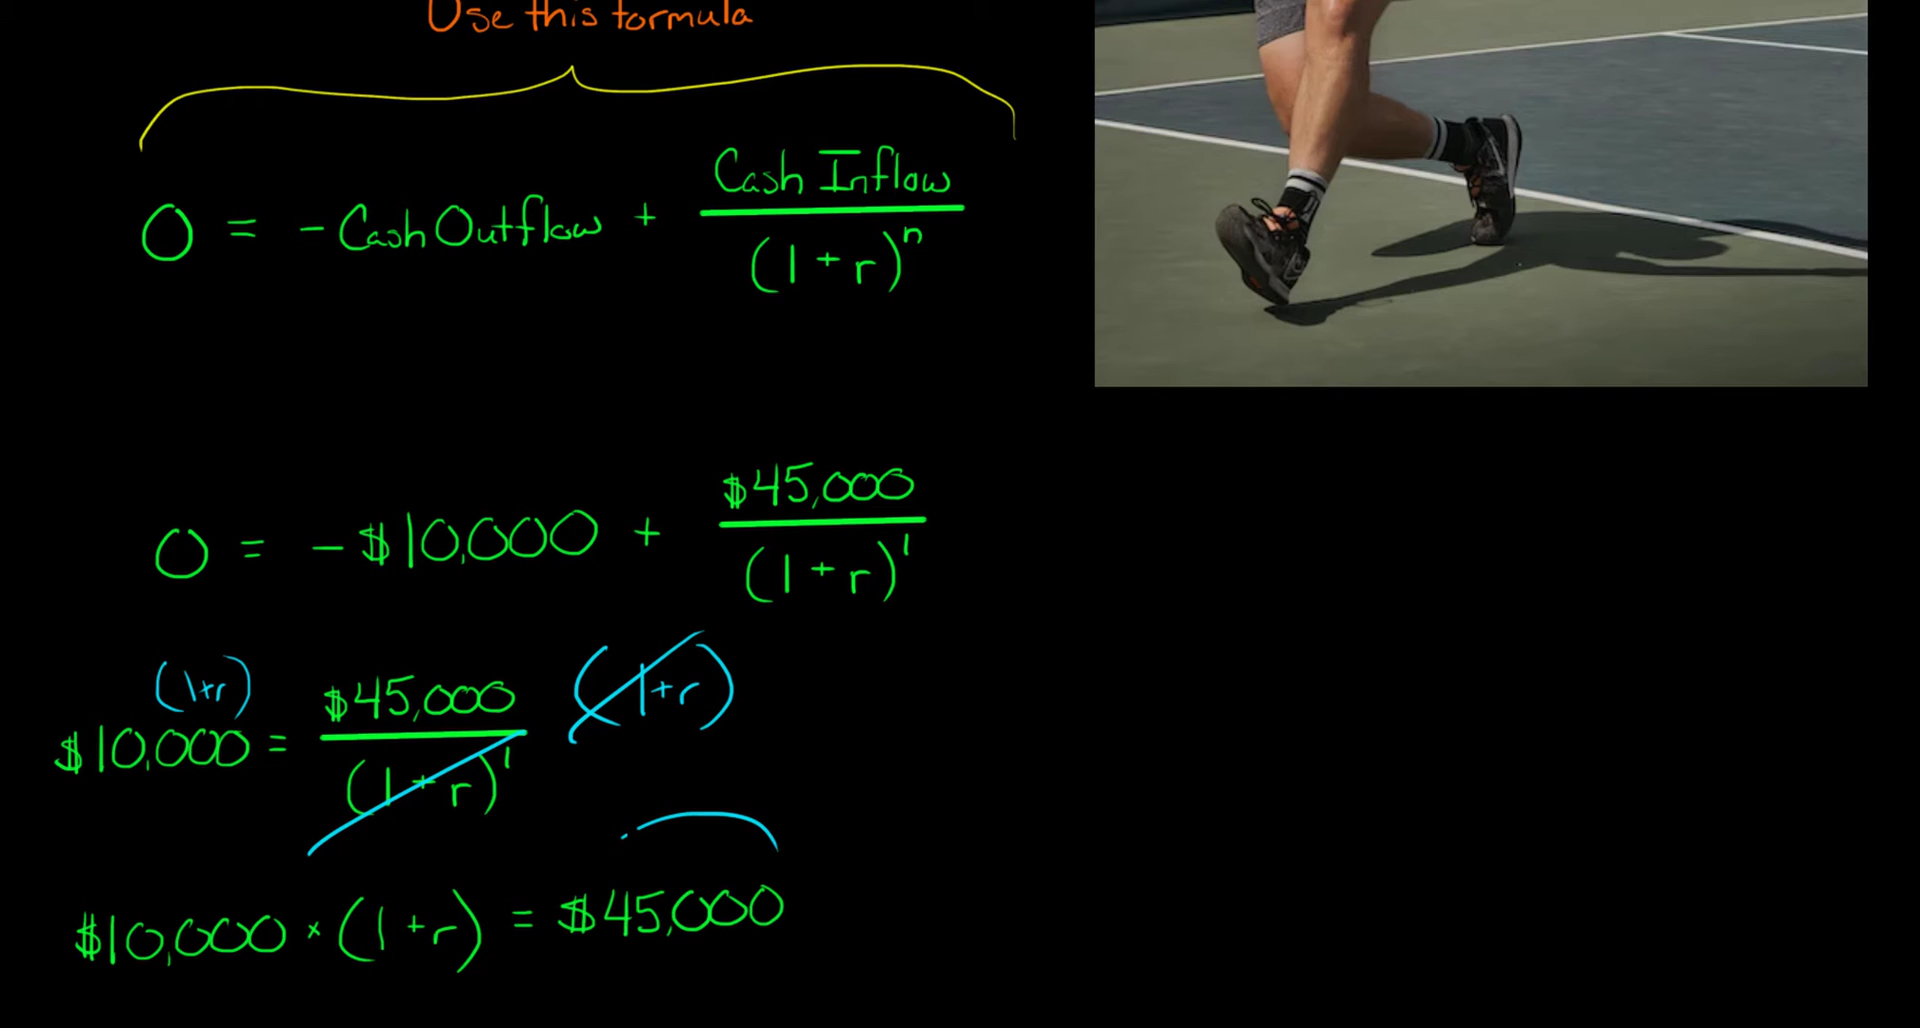 Use this formula
Cash Inflow
0 = - Cash Outflow +
(1 + r)^n
$45,000
0 = - $10,000 +
(1 + r)^1
(1+r)
$45,000 (1+r)
$10,000 =
(1 + r)^1
$10,000 × (1 + r) = $45,000